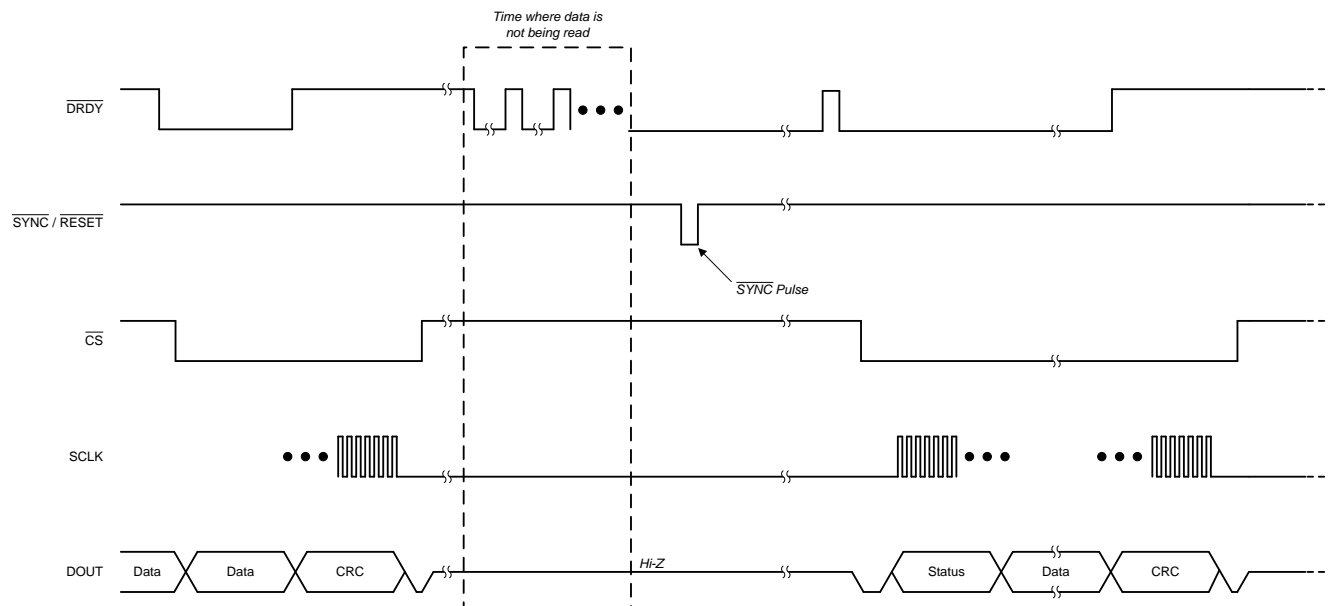 Time where data is
not being read
DRDY
SYNC / RESET
SYNC Pulse
CS
SCLK
Hi-Z
DOUT
Data
Data
CRC
Status
Data
CRC